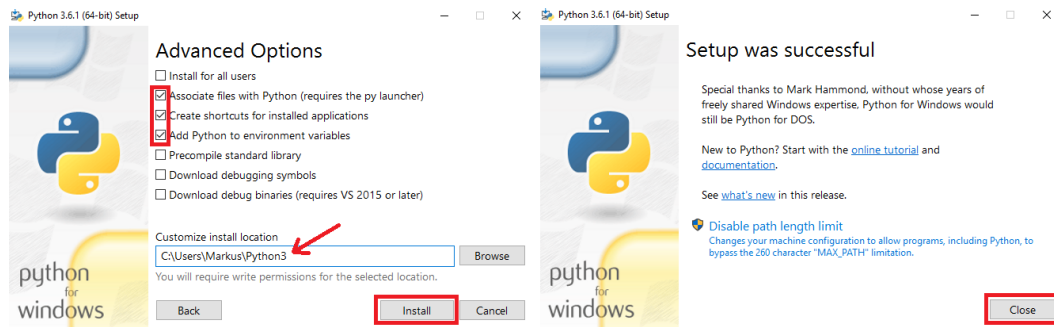 Python 3.6.1 (64-bit) Setup
Advanced Options
Install for all users
Associate files with Python (requires the py launcher)
Create shortcuts for installed applications
Add Python to environment variables
Precompile standard library
Download debugging symbols
Download debug binaries (requires VS 2015 or later)
Customize install location
C:\Users\Markus\Python3
Browse
You will require write permissions for the selected location.
python
for
windows
Back
Install
Cancel
Python 3.6.1 (64-bit) Setup
Setup was successful
Special thanks to Mark Hammond, without whose years of
freely shared Windows expertise, Python for Windows would
still be Python for DOS.
New to Python? Start with the online tutorial and
documentation.
See what's new in this release.
Disable path length limit
Changes your machine configuration to allow programs, including Python, to
bypass the 260 character "MAX_PATH" limitation.
python
for
windows
Close